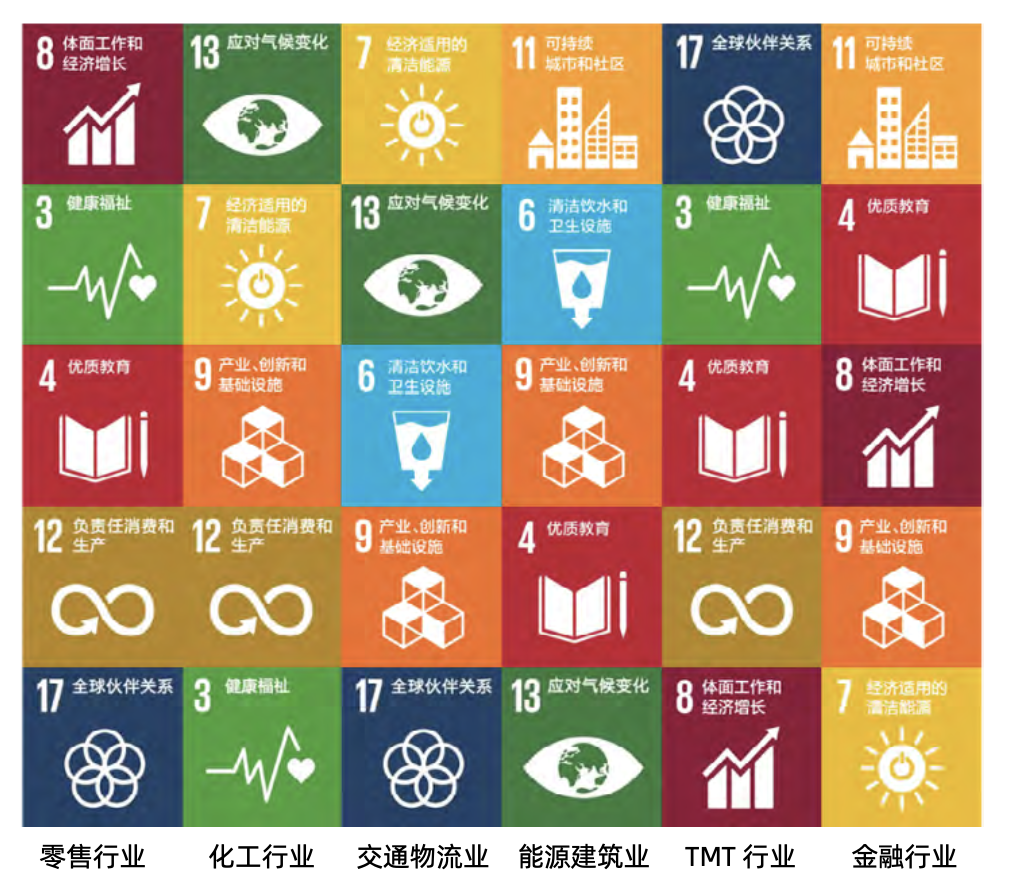 8 体面工作和
经济增长
13 应对气候变化
7 经济适用的
清洁能源
11 可持续
城市和社区
17 全球伙伴关系
11 可持续
城市和社区
3 健康福祉
7 经济适用的
清洁能源
13 应对气候变化
6 清洁饮水和
卫生设施
3 健康福祉
4 优质教育
4 优质教育
9 产业、创新和
基础设施
6 清洁饮水和
卫生设施
9 产业、创新和
基础设施
4 优质教育
8 体面工作和
经济增长
12 负责任消费和
生产
12 负责任消费和
生产
9 产业、创新和
基础设施
4 优质教育
12 负责任消费和
生产
9 产业、创新和
基础设施
17 全球伙伴关系
3 健康福祉
17 全球伙伴关系
13 应对气候变化
8 体面工作和
经济增长
7 经济适用的
清洁能源
零售行业 化工行业 交通物流业 能源建筑业 TMT 行业 金融行业